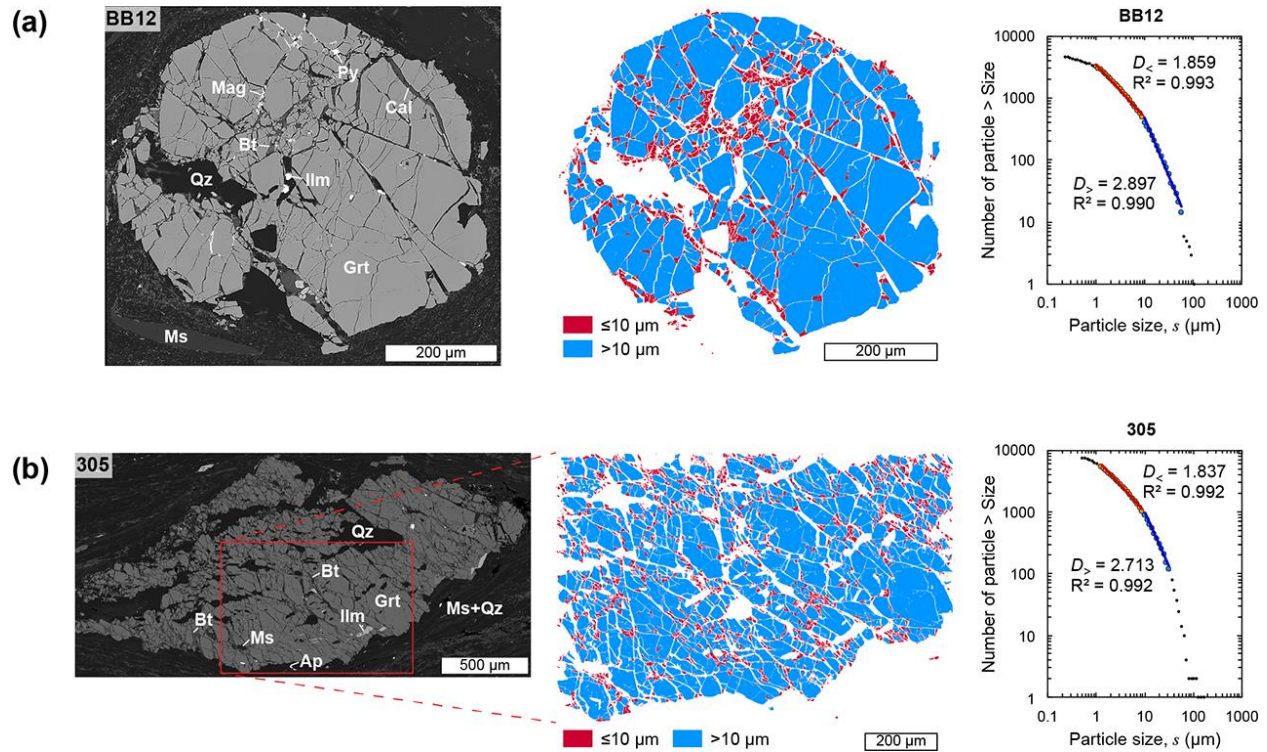 (a)
BB12
Py
Mag
Cal
Bt
Qz
Ilm
Grt
Ms
200 µm
≤10 µm
>10 µm
200 µm
BB12
Number of particle > Size
10000
1000
100
10
1
D< = 1.859
R² = 0.993
D> = 2.897
R² = 0.990
0.1 1 10 100 1000
Particle size, s (µm)
(b)
305
Qz
Bt
Grt
Ms+Qz
Bt
Ilm
Ms
Ap
500 µm
≤10 µm >10 µm
200 µm
305
Number of particle > Size
10000
1000
100
10
1
D< = 1.837
R² = 0.992
D> = 2.713
R² = 0.992
0.1 1 10 100 1000
Particle size, s (µm)